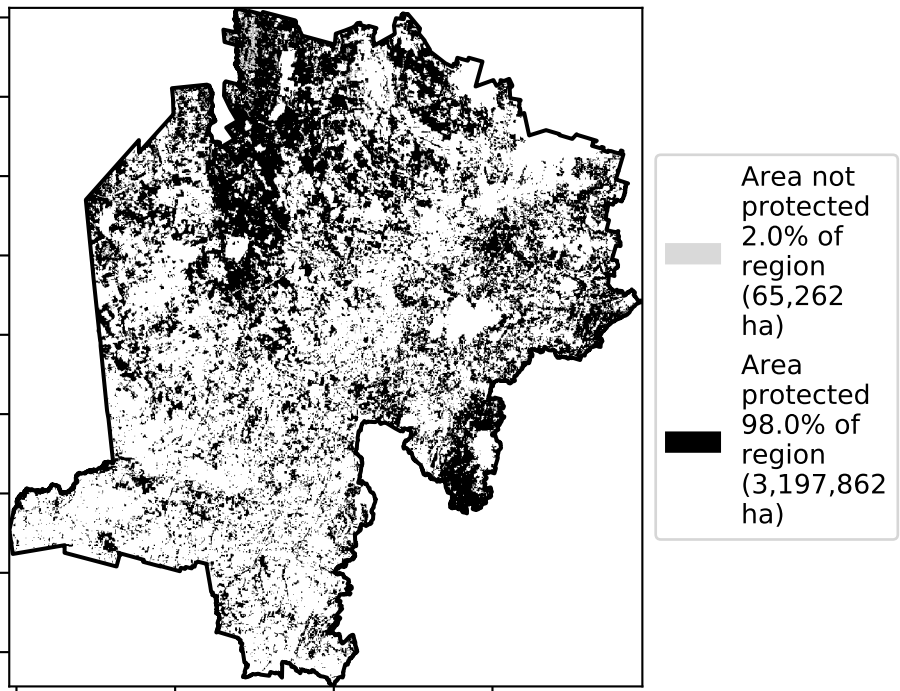 Area not
protected
2.0% of
region
(65,262
ha)
Area
protected
98.0% of
region
(3,197,862
ha)